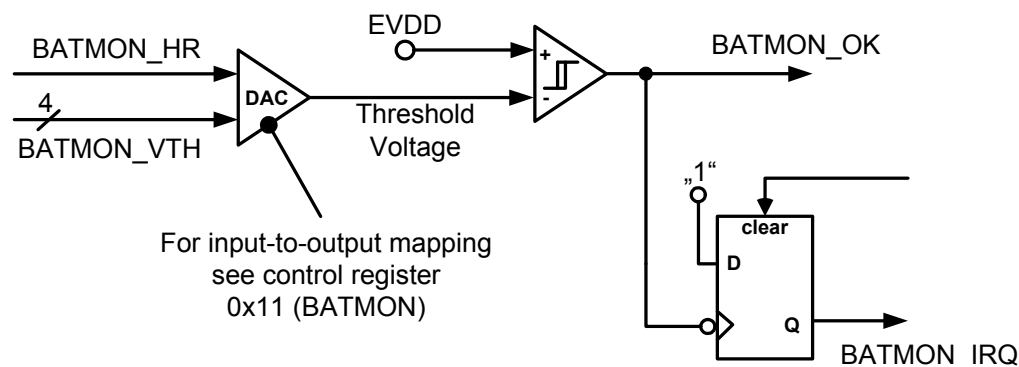 EVDD
BATMON_HR
BATMON_OK
+
DAC
4
-
Threshold
Voltage
BATMON_VTH
„1“
clear
For input-to-output mapping
see control register
0x11 (BATMON)
D
Q
BATMON_IRQ